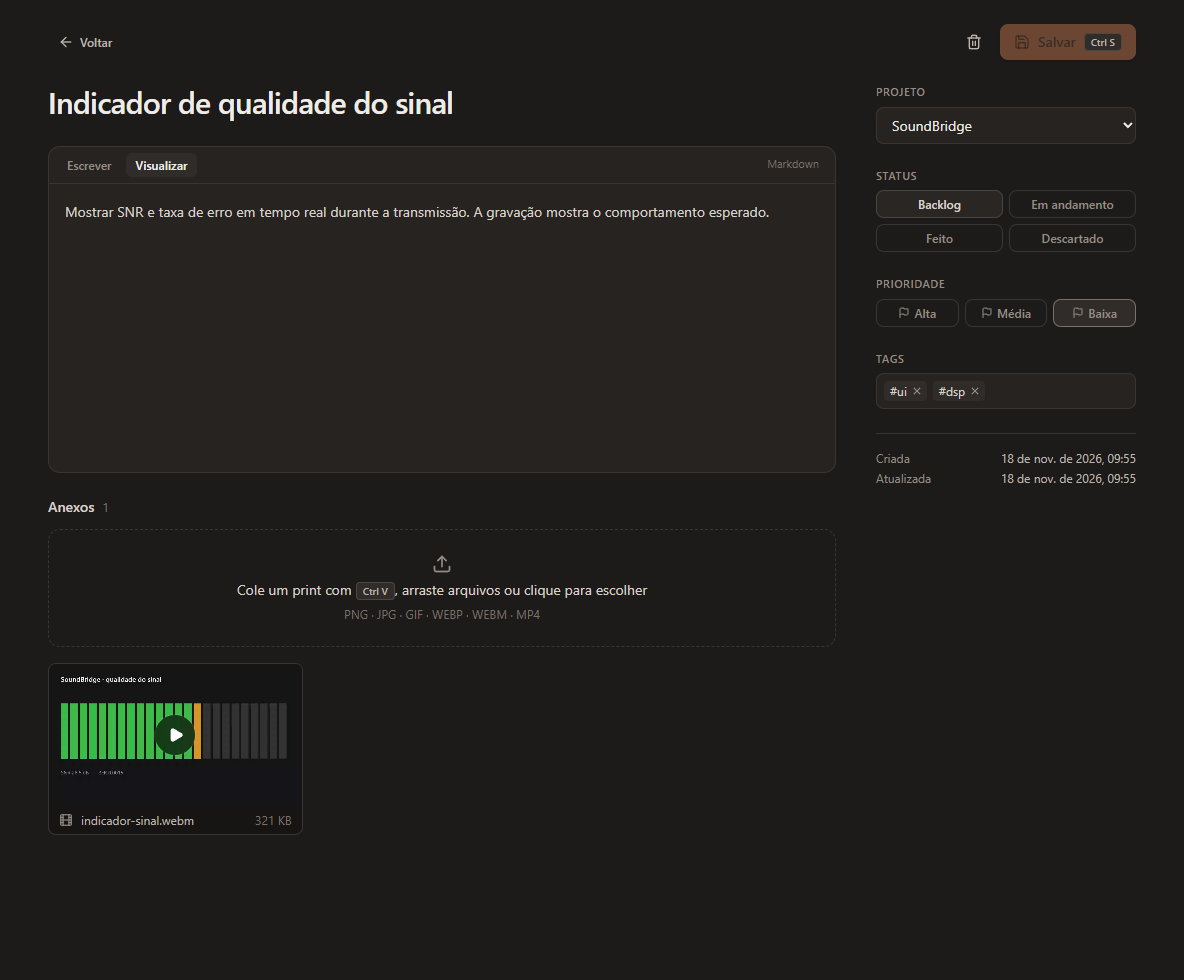 Voltar
Salvar Ctrl S
Indicador de qualidade do sinal
Escrever Visualizar Markdown
Mostrar SNR e taxa de erro em tempo real durante a transmissão. A gravação mostra o comportamento esperado.
Anexos 1
Cole um print com Ctrl V, arraste arquivos ou clique para escolher
PNG · JPG · GIF · WEBP · WEBM · MP4
SoundBridge - qualidade do sinal
indicador-sinal.webm 321 KB
PROJETO
SoundBridge
STATUS
Backlog Em andamento
Feito Descartado
PRIORIDADE
Alta Média Baixa
TAGS
#ui × #dsp ×
Criada 18 de nov. de 2026, 09:55
Atualizada 18 de nov. de 2026, 09:55